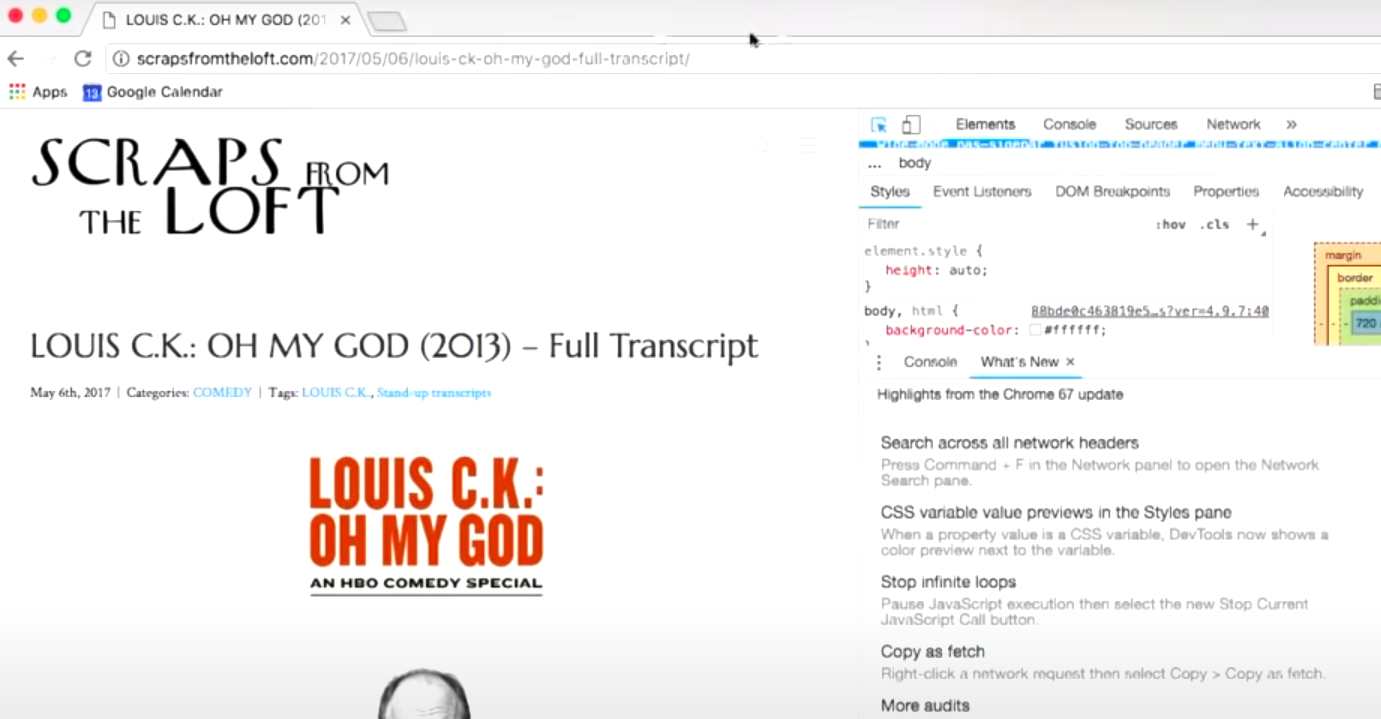 LOUIS C.K.: OH MY GOD (201
scrapsfromtheloft.com/2017/05/06/louis-ck-oh-my-god-full-transcript/
Apps
13 Google Calendar
SCRAPS FROM
THE LOFT
LOUIS C.K.: OH MY GOD (2013) – Full Transcript
May 6th, 2017 | Categories: COMEDY | Tags: LOUIS C.K., Stand-up transcripts
LOUIS C.K.:
OH MY GOD
AN HBO COMEDY SPECIAL
Elements Console Sources Network »
... body
Styles Event Listeners DOM Breakpoints Properties Accessibility
Filter :hov .cls +
element.style {
height: auto;
}
body, html { 88bde0c463819e5…s?ver=4.9.7:40
background-color: #ffffff;
margin
border
paddi
720
Console What's New ×
Highlights from the Chrome 67 update
Search across all network headers
Press Command + F in the Network panel to open the Network
Search pane.
CSS variable value previews in the Styles pane
When a property value is a CSS variable, DevTools now shows a
color preview next to the variable.
Stop infinite loops
Pause JavaScript execution then select the new Stop Current
JavaScript Call button.
Copy as fetch
Right-click a network request then select Copy > Copy as fetch.
More audits